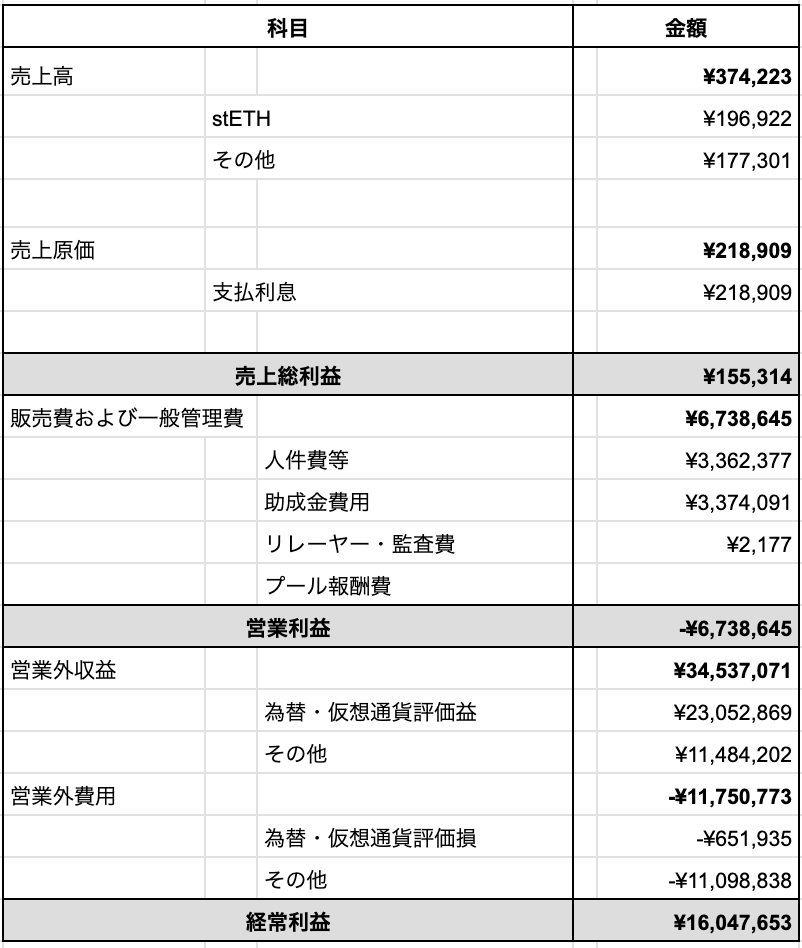 科目 金額
売上高 ¥374,223
stETH ¥196,922
その他 ¥177,301
売上原価 ¥218,909
支払利息 ¥218,909
売上総利益 ¥155,314
販売費および一般管理費 ¥6,738,645
人件費等 ¥3,362,377
助成金費用 ¥3,374,091
リレーヤー・監査費 ¥2,177
プール報酬費
営業利益 -¥6,738,645
営業外収益 ¥34,537,071
為替・仮想通貨評価益 ¥23,052,869
その他 ¥11,484,202
営業外費用 -¥11,750,773
為替・仮想通貨評価損 -¥651,935
その他 -¥11,098,838
経常利益 ¥16,047,653